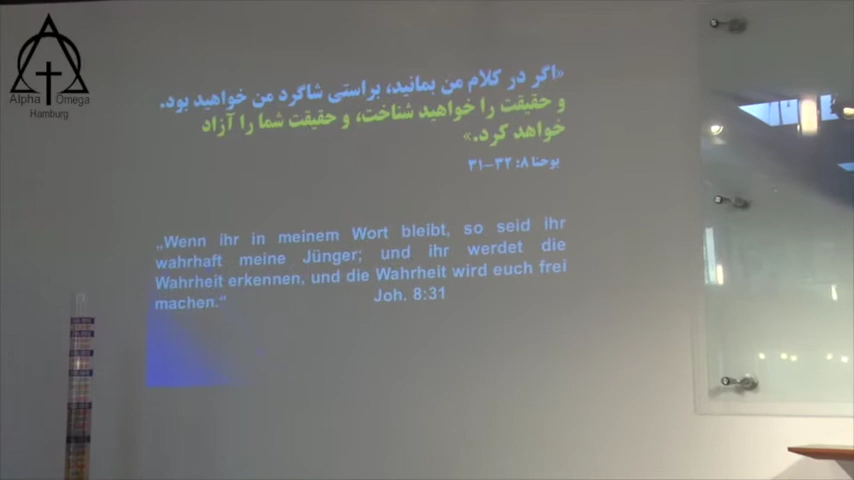 Alpha Omega
Hamburg
«اگر در کلام من بمانید، براستی شاگرد من خواهید بود.
و حقیقت را خواهید شناخت، و حقیقت شما را آزاد
خواهد کرد.»
یوحنا ۸: ۳۲-۳۱
„Wenn ihr in meinem Wort bleibt, so seid ihr
wahrhaft meine Jünger; und ihr werdet die
Wahrheit erkennen, und die Wahrheit wird euch frei
machen.“ Joh. 8:31